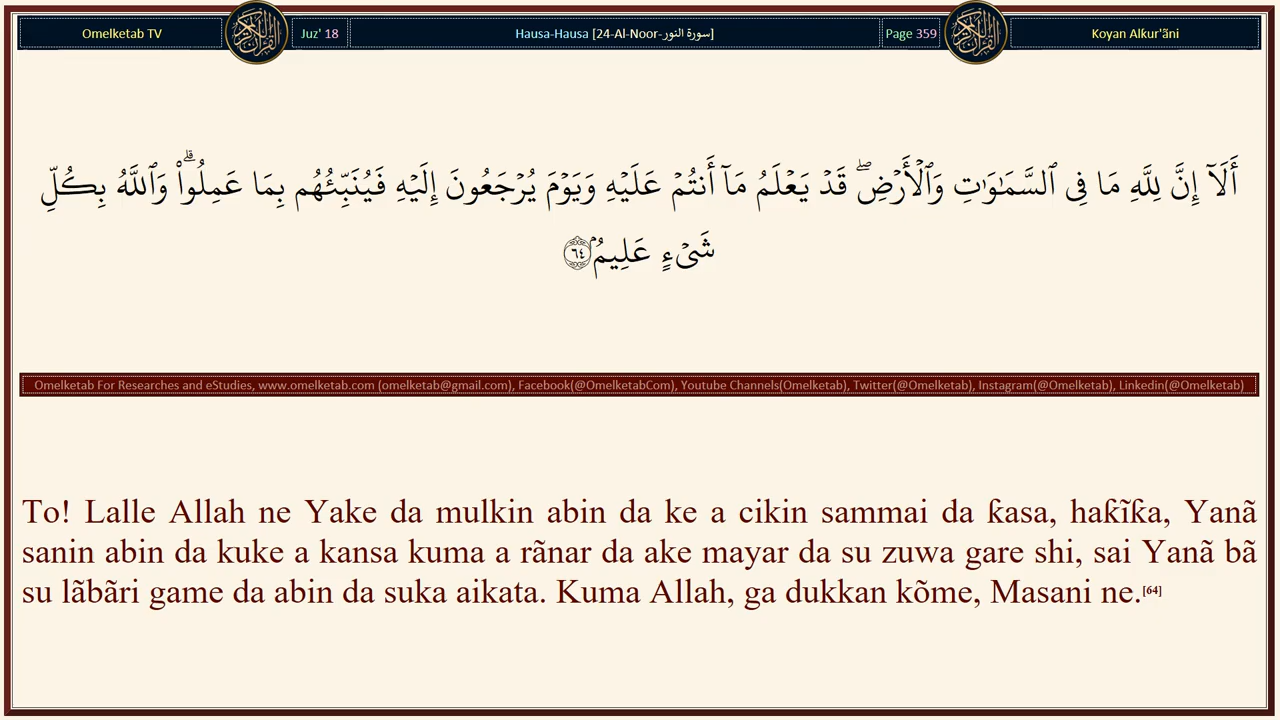 Omelketab TV
Juz' 18
Hausa-Hausa [24-Al-Noor-سورة النور]
Page 359
Koyan Alƙur'ãni
أَلَآ إِنَّ لِلَّهِ مَا فِى ٱلسَّمَـٰوَٰتِ وَٱلۡأَرۡضِۖ قَدۡ يَعۡلَمُ مَآ أَنتُمۡ عَلَيۡهِ وَيَوۡمَ يُرۡجَعُونَ إِلَيۡهِ فَيُنَبِّئُهُم بِمَا عَمِلُواْۗ وَٱللَّهُ بِكُلِّ
شَىۡءٍ عَلِيمُۢ ٦٤
Omelketab For Researches and eStudies, www.omelketab.com (omelketab@gmail.com), Facebook(@OmelketabCom), Youtube Channels(Omelketab), Twitter(@Omelketab), Instagram(@Omelketab), Linkedin(@Omelketab)
To! Lalle Allah ne Yake da mulkin abin da ke a cikin sammai da ƙasa, haƙĩƙa, Yanã
sanin abin da kuke a kansa kuma a rãnar da ake mayar da su zuwa gare shi, sai Yanã bã
su lãbãri game da abin da suka aikata. Kuma Allah, ga dukkan kõme, Masani ne.[64]